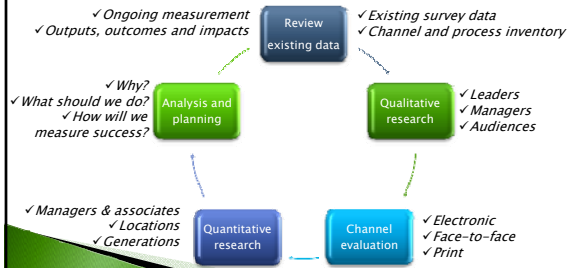 ✓Ongoing measurement
✓Outputs, outcomes and impacts
Review
existing data
✓Existing survey data
✓Channel and process inventory
✓Why?
✓What should we do?
✓How will we
measure success?
Analysis and
planning
Qualitative
research
✓Leaders
✓Managers
✓Audiences
✓Managers & associates
✓Locations
✓Generations
Quantitative
research
Channel
evaluation
✓Electronic
✓Face-to-face
✓Print